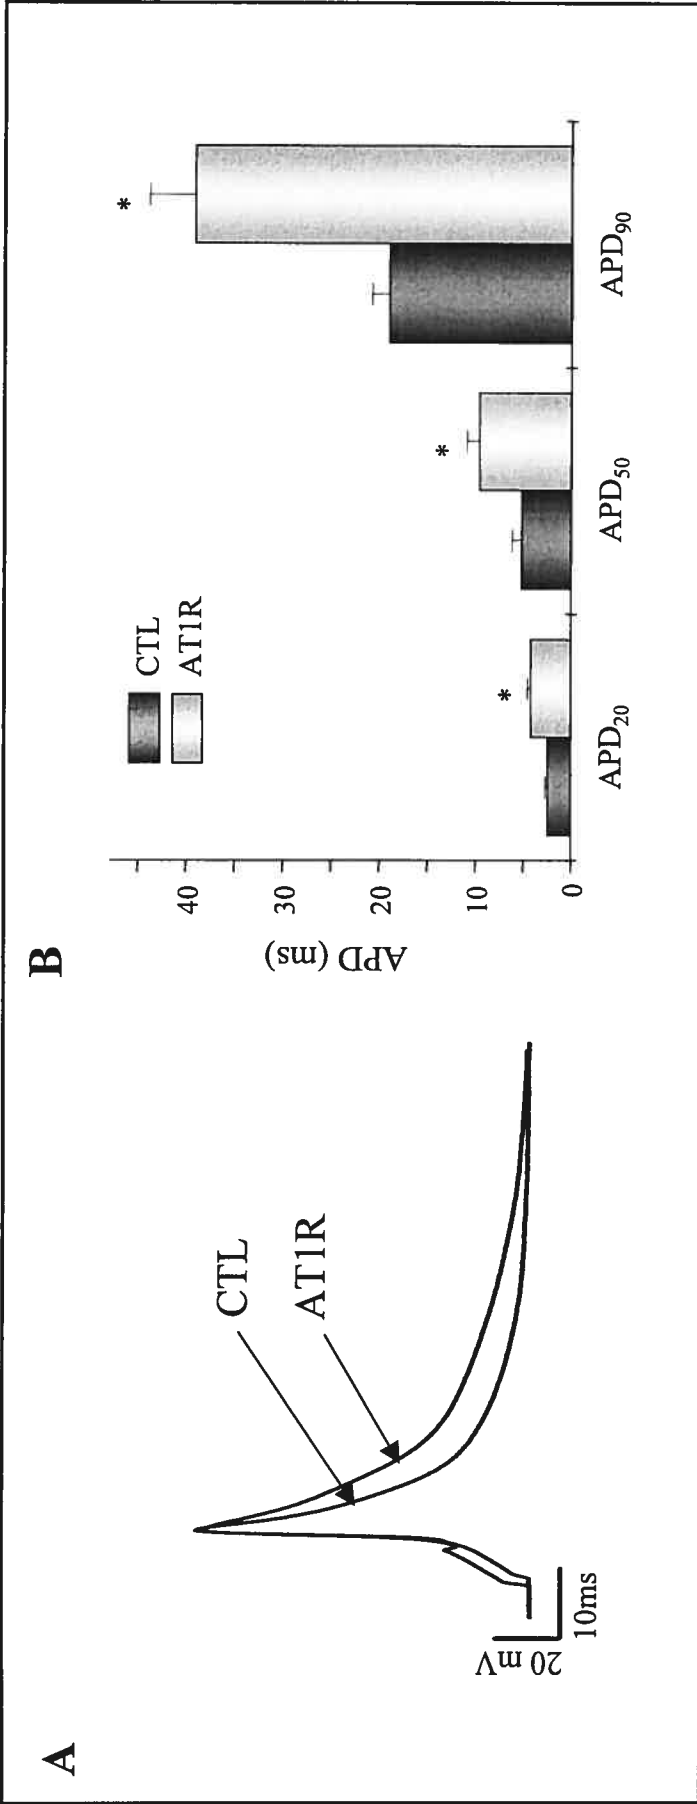 A
CTL
AT1R
20 mV
10ms
B
CTL
AT1R
APD (ms)
40
30
20
10
0
*
*
*
APD20
APD50
APD90